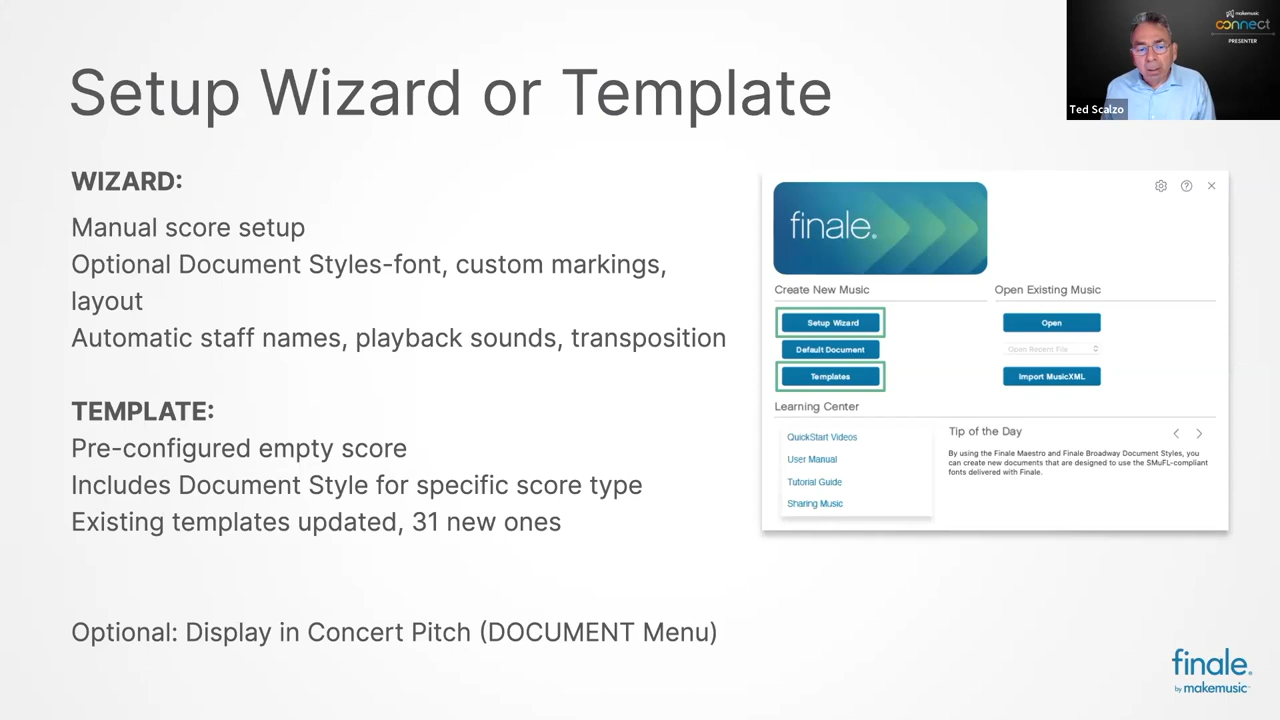 Setup Wizard or Template
makemusic
connect
PRESENTER
Ted Scalzo
WIZARD:
Manual score setup
Optional Document Styles-font, custom markings,
layout
Automatic staff names, playback sounds, transposition
TEMPLATE:
Pre-configured empty score
Includes Document Style for specific score type
Existing templates updated, 31 new ones
Optional: Display in Concert Pitch (DOCUMENT Menu)
finale®
Create New Music
Setup Wizard
Default Document
Templates
Open Existing Music
Open
Open Recent File
Import MusicXML
Learning Center
QuickStart Videos
User Manual
Tutorial Guide
Sharing Music
Tip of the Day
By using the Finale Maestro and Finale Broadway Document Styles, you
can create new documents that are designed to use the SMuFL-compliant
fonts delivered with Finale.
finale®
by makemusic™